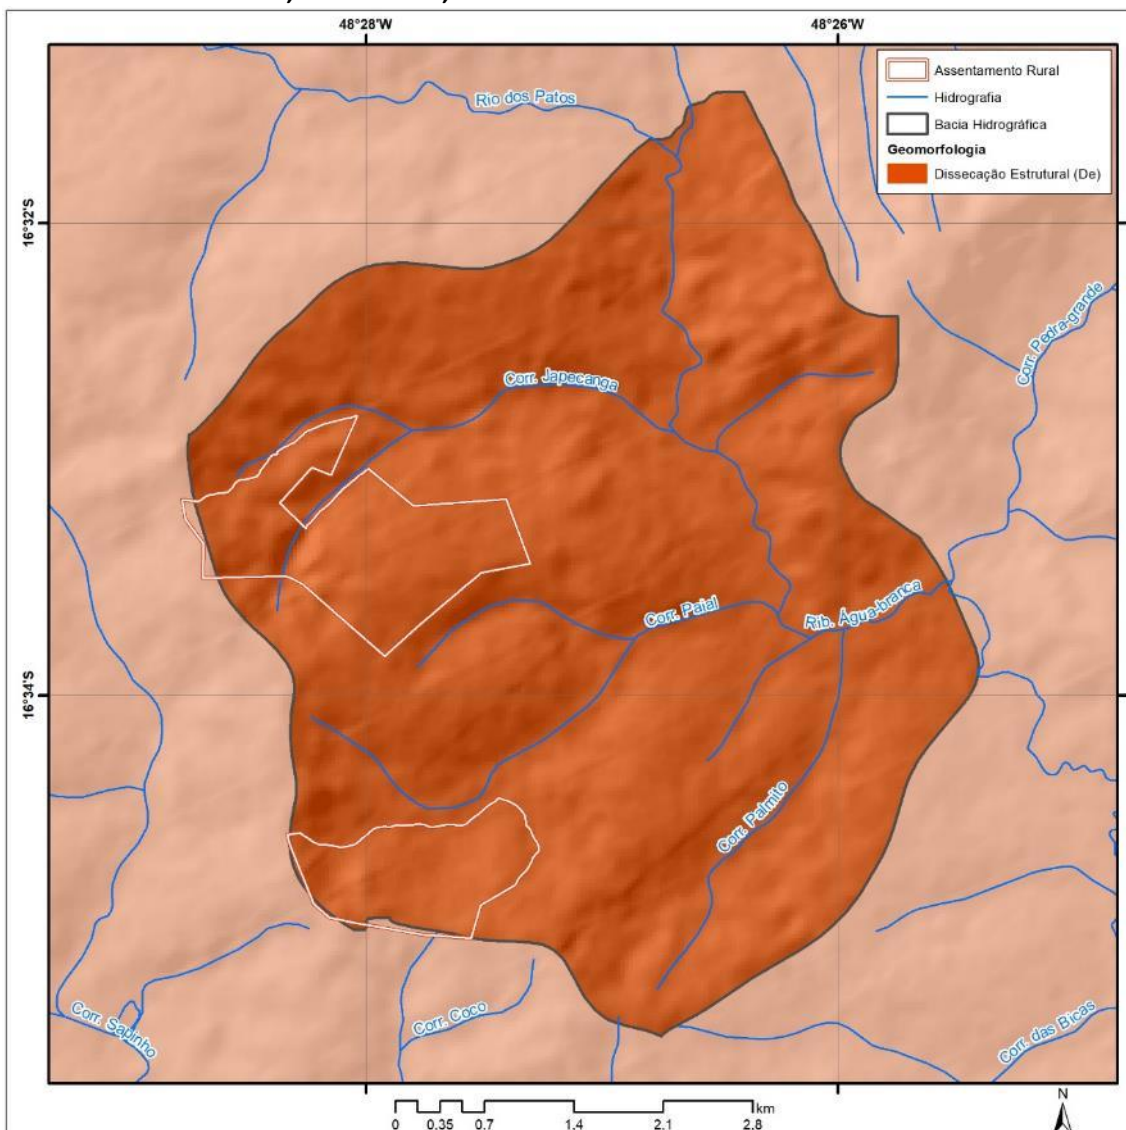 48°28'W
48°26'W
Assentamento Rural
Hidrografia
Bacia Hidrográfica
Geomorfologia
Dissecação Estrutural (De)
Rio dos Patos
16°32'S
Corr. Pedra-grande
Corr. Japecanga
Corr. Paial
Rib. Água-branca
16°34'S
Corr. Palmito
Corr. Sapinho
Corr. Coco
Corr. das Bicas
N
km
0 0.35 0.7 1.4 2.1 2.8